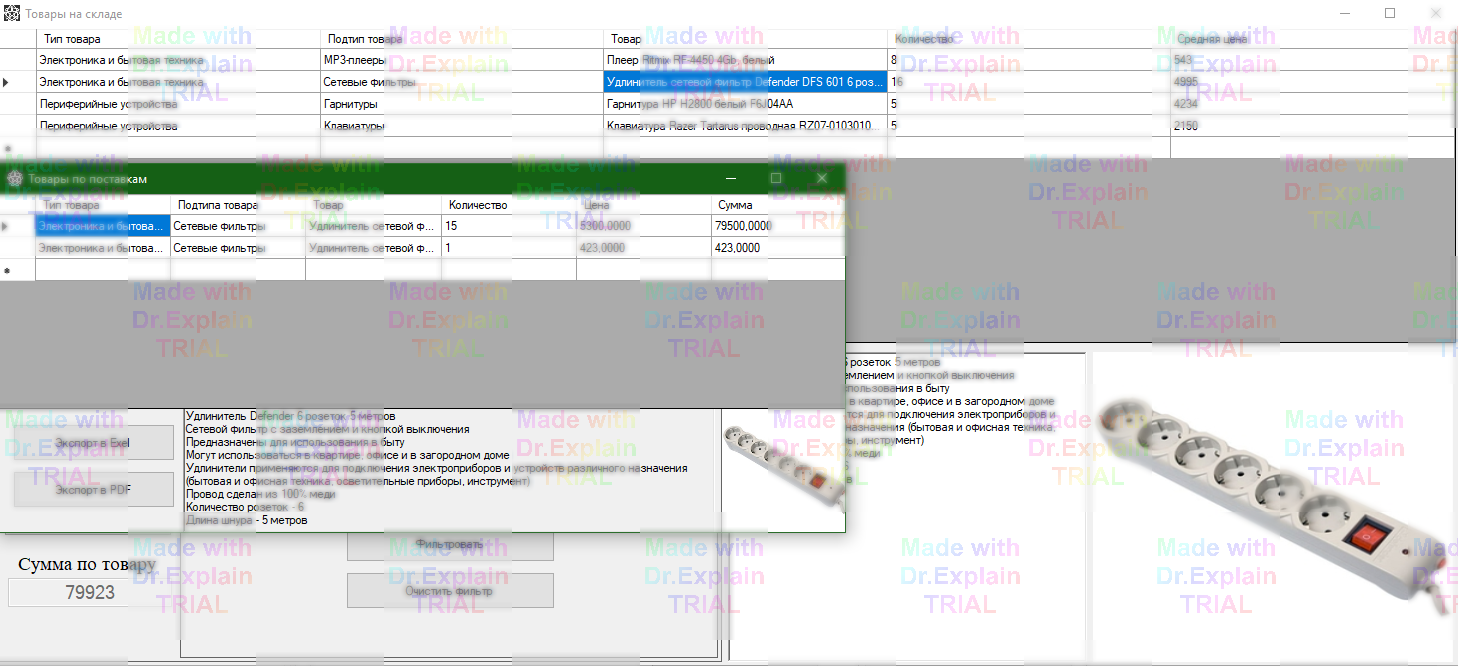 Товары на складе
Тип товара Подтип товара Товар Количество Средняя цена
Электроника и бытовая техника MP3-плееры Плеер Ritmix RF-4450 4Gb, белый 8 543
Электроника и бытовая техника Сетевые фильтры Удлинитель сетевой фильтр Defender DFS 601 6 роз... 16 4995
Периферийные устройства Гарнитуры Гарнитура HP H2800 белый F6J04AA 5 4234
Периферийные устройства Клавиатуры Клавиатура Razer Tartarus проводная RZ07-0103010... 5 2150
Товары по поставкам
Тип товара Подтипа товара Товар Количество Цена Сумма
Электроника и бытова... Сетевые Фильтры Удлинитель сетевой ф... 15 5300,0000 79500,0000
Электроника и бытова... Сетевые Фильтры Удлинитель сетевой ф... 1 423,0000 423,0000
Экспорт в Exel
Экспорт в PDF
Удлинитель Defender 6 розеток 5 метров
Сетевой фильтр с заземлением и кнопкой выключения
Предназначены для использования в быту
Могут использоваться в квартире, офисе и в загородном доме
Удлинители применяются для подключения электроприборов и устройств различного назначения
(бытовая и офисная техника, осветительные приборы, инструмент)
Провод сделан из 100% меди
Количество розеток - 6
Длина шнура - 5 метров
6 розеток 5 метров
землением и кнопкой выключения
спользования в быту
в квартире, офисе и в загородном доме
тся для подключения электроприборов и
назначения (бытовая и офисная техника,
ы, инструмент)
% меди
6
в
Фильтровать
Очистить фильтр
Сумма по товару
79923
Made with
Dr.Explain
TRIAL